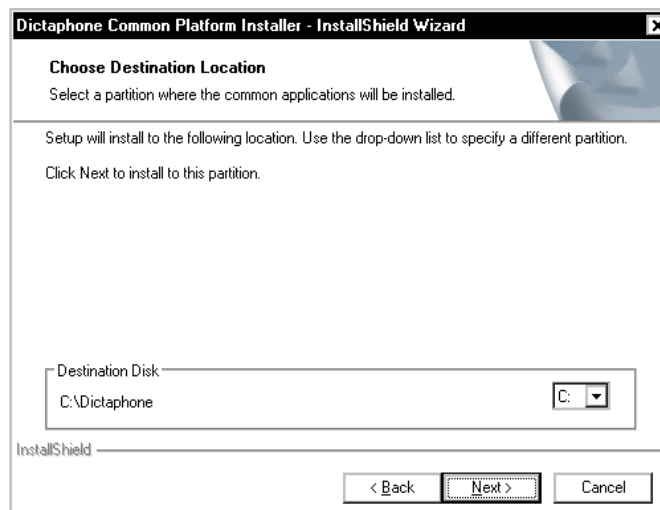 Dictaphone Common Platform Installer - InstallShield Wizard
Choose Destination Location
Select a partition where the common applications will be installed.
Setup will install to the following location. Use the drop-down list to specify a different partition.
Click Next to install to this partition.
Destination Disk
C:\Dictaphone
C:
InstallShield
< Back
Next >
Cancel